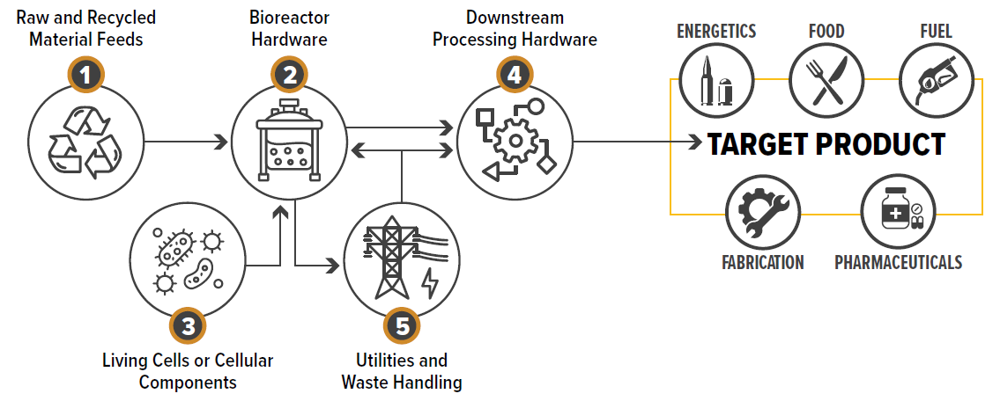 Raw and Recycled
Material Feeds
1
Bioreactor
Hardware
2
Downstream
Processing Hardware
4
ENERGETICS
FOOD
FUEL
TARGET PRODUCT
FABRICATION
PHARMACEUTICALS
3
Living Cells or Cellular
Components
5
Utilities and
Waste Handling